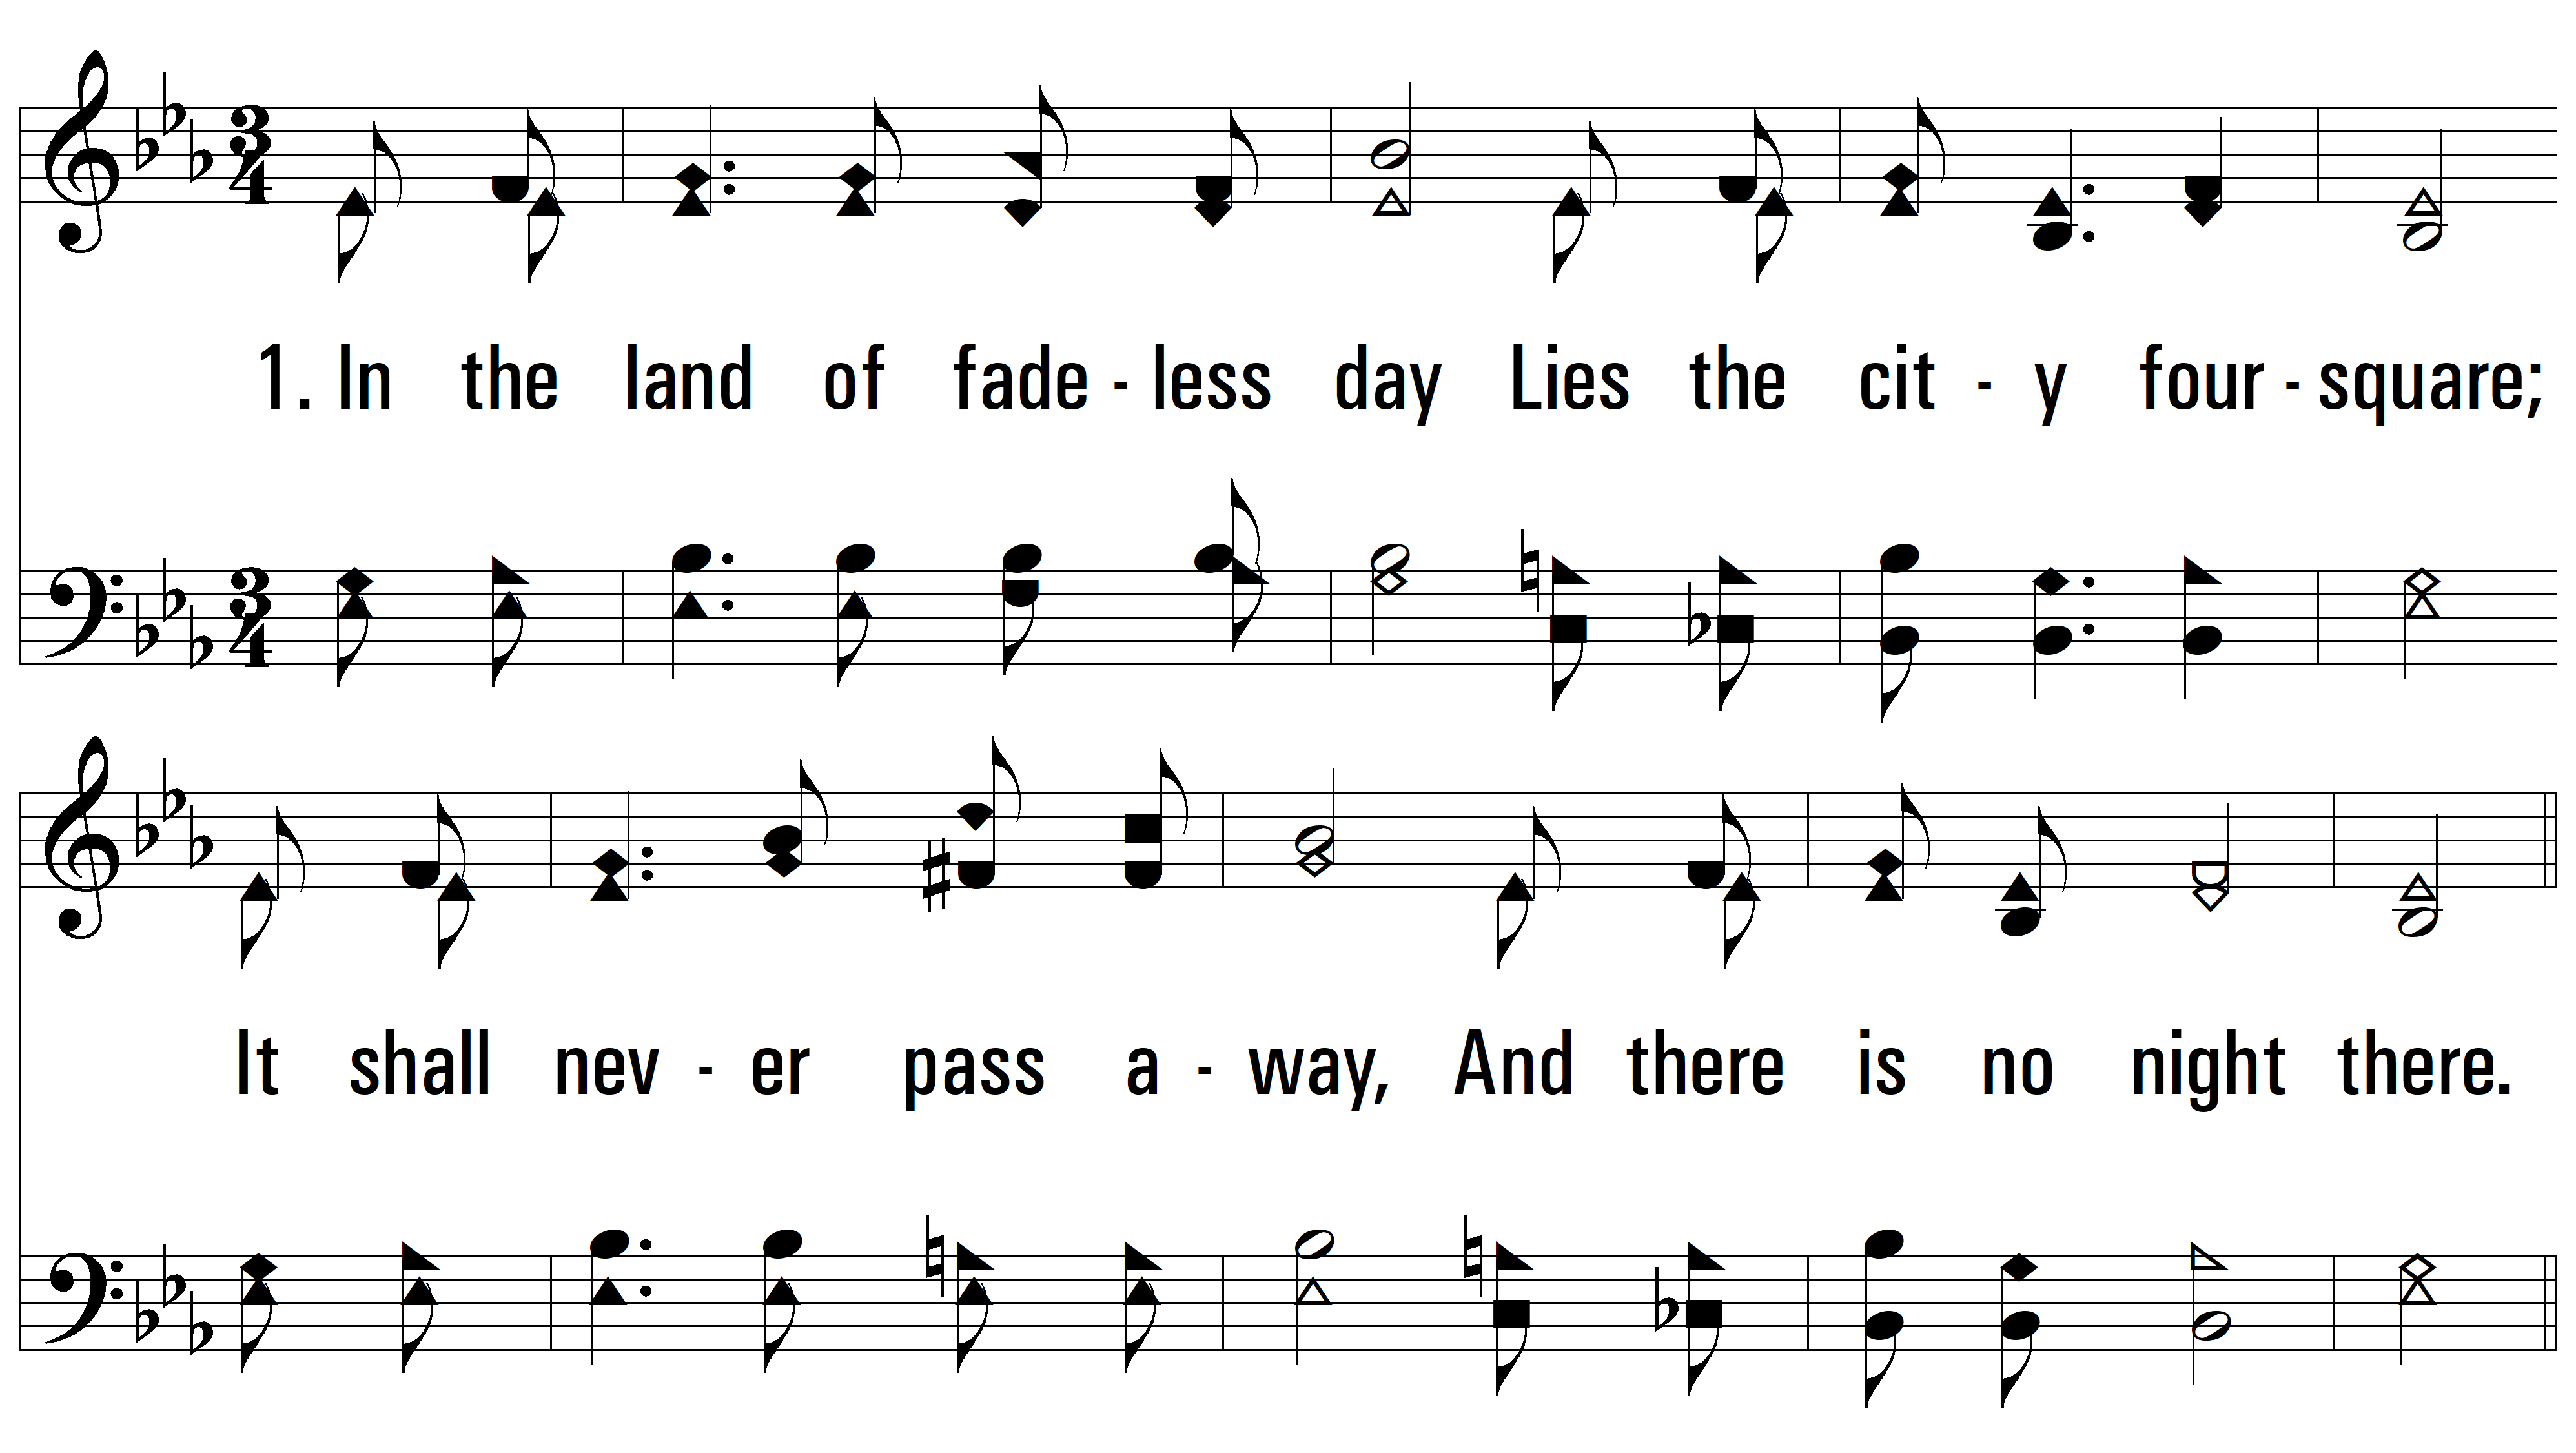 1. In the land of fade - less day Lies the cit - y four - square;
It shall nev - er pass a - way, And there is no night there.